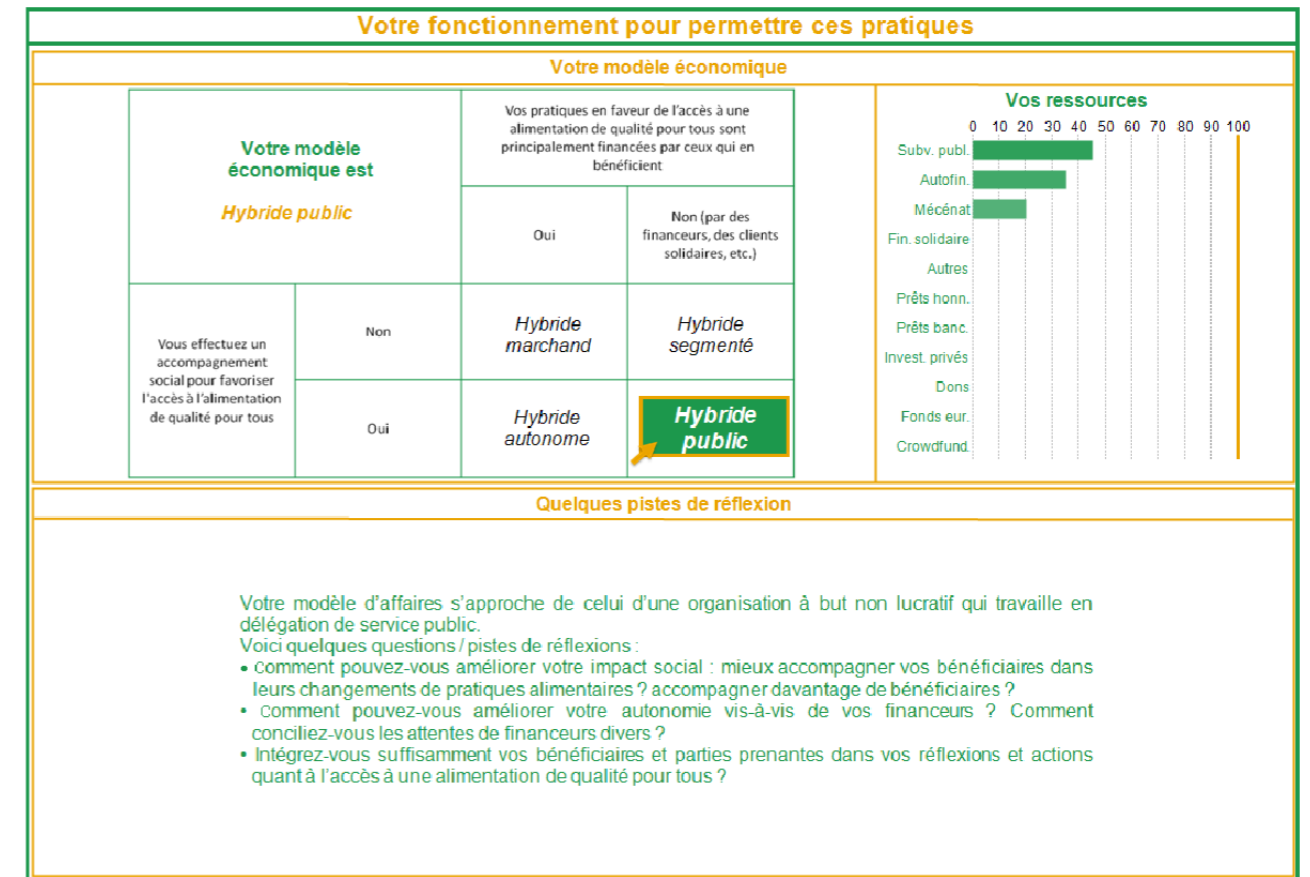 Votre fonctionnement pour permettre ces pratiques
Votre modèle économique
Votre modèle
économique est
Hybride public
Vos pratiques en faveur de l'accès à une
alimentation de qualité pour tous sont
principalement financées par ceux qui en
bénéficient
Oui
Non (par des
financeurs, des clients
solidaires, etc.)
Vous effectuez un
accompagnement
social pour favoriser
l'accès à l'alimentation
de qualité pour tous
Non
Hybride
marchand
Hybride
segmenté
Oui
Hybride
autonome
Hybride
public
Vos ressources
0 10 20 30 40 50 60 70 80 90 100
Subv. publ.
Autofin.
Mécénat
Fin. solidaire
Autres
Prêts honn.
Prêts banc.
Invest. privés
Dons
Fonds eur.
Crowdfund.
Quelques pistes de réflexion
Votre modèle d'affaires s'approche de celui d'une organisation à but non lucratif qui travaille en
délégation de service public.
Voici quelques questions / pistes de réflexions :
• Comment pouvez-vous améliorer votre impact social : mieux accompagner vos bénéficiaires dans
leurs changements de pratiques alimentaires ? accompagner davantage de bénéficiaires ?
• Comment pouvez-vous améliorer votre autonomie vis-à-vis de vos financeurs ? Comment
conciliez-vous les attentes de financeurs divers ?
• Intégrez-vous suffisamment vos bénéficiaires et parties prenantes dans vos réflexions et actions
quant à l'accès à une alimentation de qualité pour tous ?